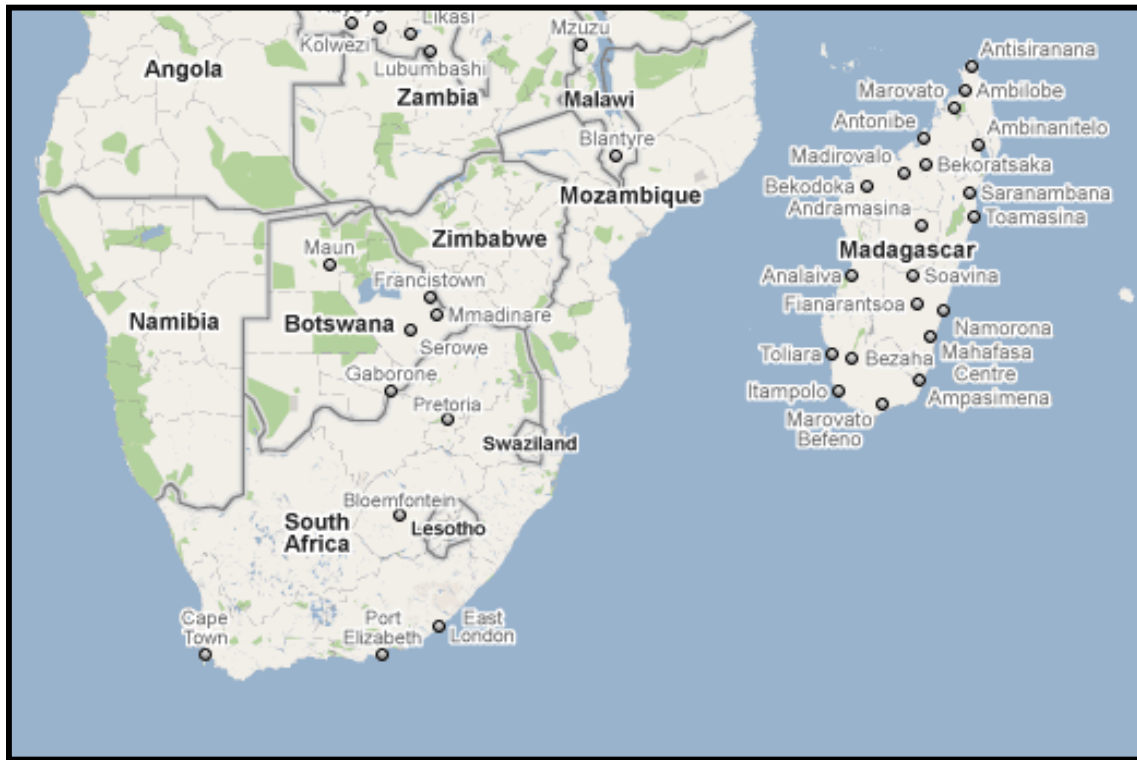 Likasi
Mzuzu
Kolwezi
Antisiranana
Angola
Lubumbashi
Zambia
Malawi
Marovato
Ambilobe
Antonibe
Ambinanitelo
Blantyre
Madirovalo
Bekoratsaka
Mozambique
Bekodoka
Saranambana
Andramasina
Toamasina
Maun
Zimbabwe
Madagascar
Francistown
Analaiva
Soavina
Namibia
Botswana
Mmadinare
Fianarantsoa
Serowe
Namorona
Toliara
Bezaha
Mahafasa
Centre
Gaborone
Itampolo
Ampasimena
Pretoria
Marovato
Befeno
Swaziland
Bloemfontein
South
Africa
Lesotho
Cape
Town
Port
Elizabeth
East
London